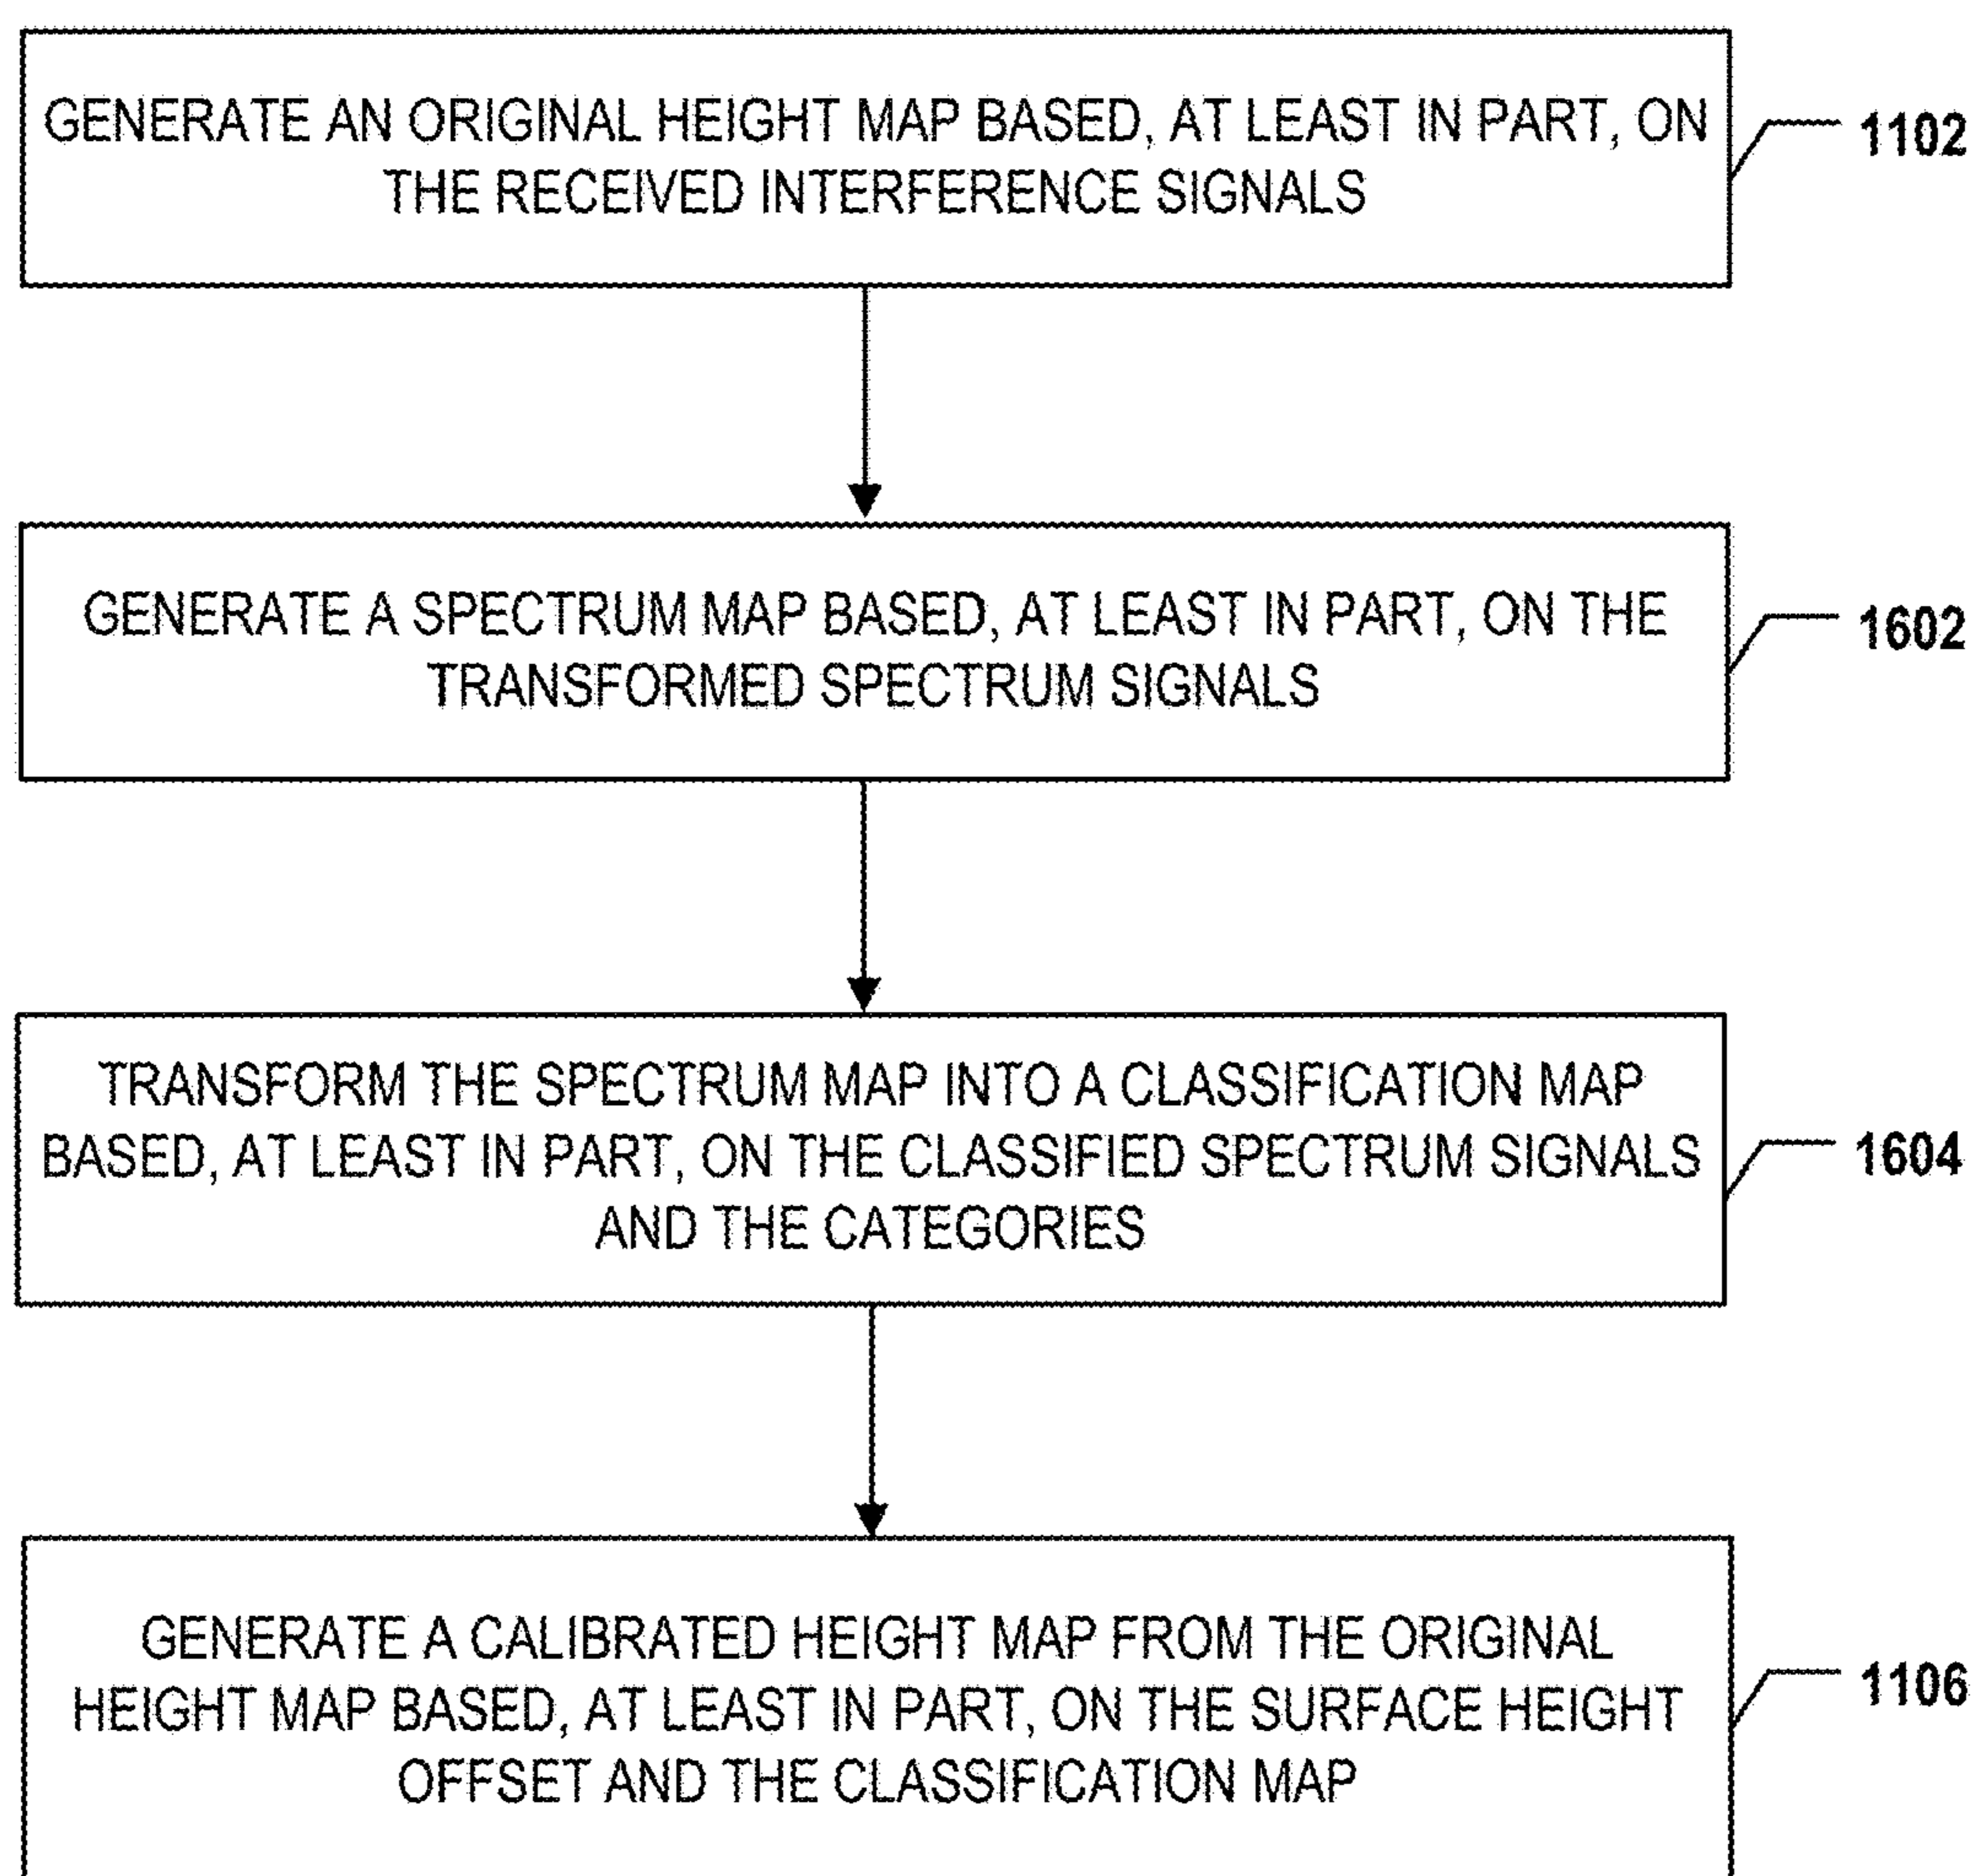 GENERATE AN ORIGINAL HEIGHT MAP BASED, AT LEAST IN PART, ON
THE RECEIVED INTERFERENCE SIGNALS
1102
GENERATE A SPECTRUM MAP BASED, AT LEAST IN PART, ON THE
TRANSFORMED SPECTRUM SIGNALS
1602
TRANSFORM THE SPECTRUM MAP INTO A CLASSIFICATION MAP
BASED, AT LEAST IN PART, ON THE CLASSIFIED SPECTRUM SIGNALS
AND THE CATEGORIES
1604
GENERATE A CALIBRATED HEIGHT MAP FROM THE ORIGINAL
HEIGHT MAP BASED, AT LEAST IN PART, ON THE SURFACE HEIGHT
OFFSET AND THE CLASSIFICATION MAP
1106